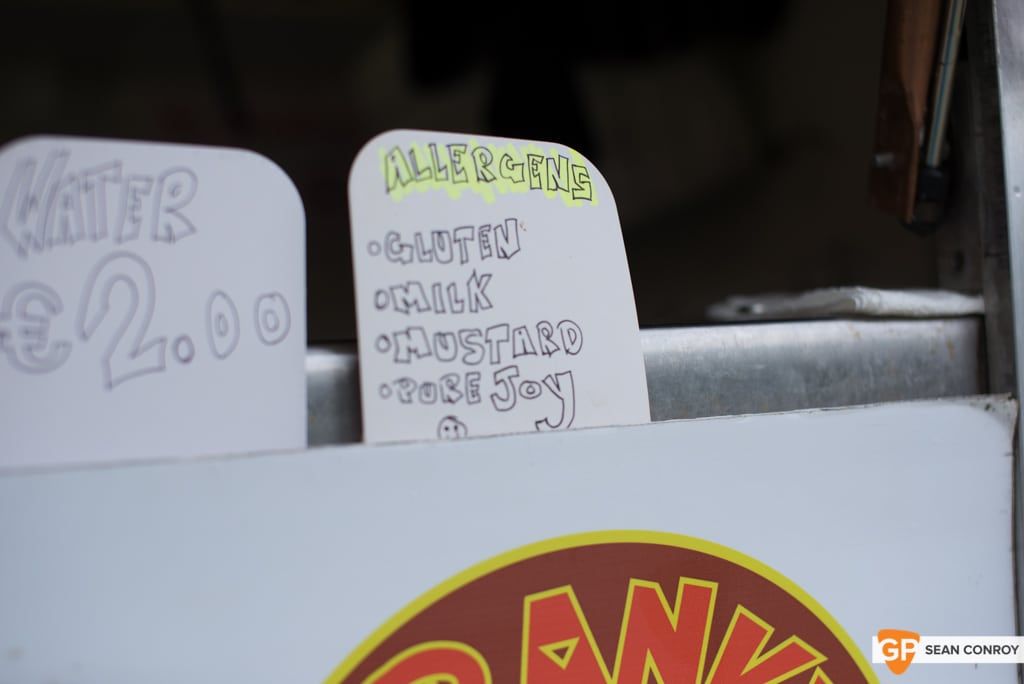 WATER
€2.00
ALLERGENS
◦GLUTEN
◦MILK
◦MUSTARD
◦PURE JOY
GP SEAN CONROY